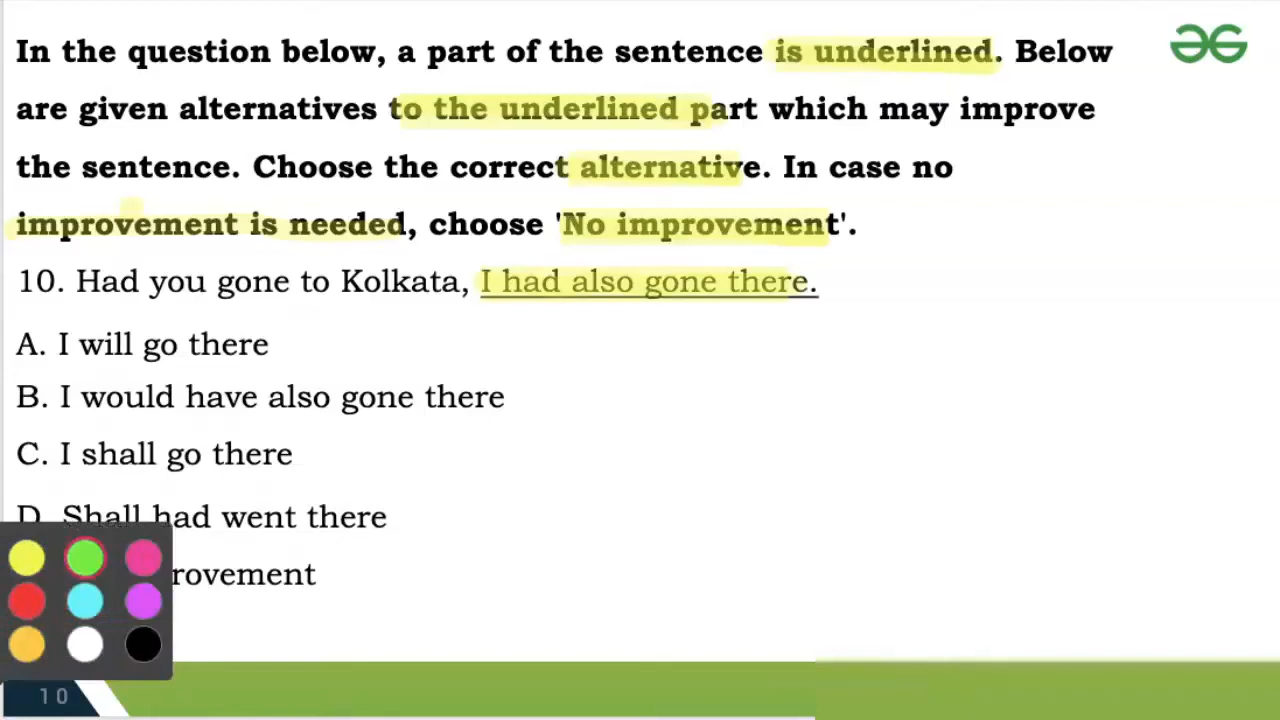 In the question below, a part of the sentence is underlined. Below
are given alternatives to the underlined part which may improve
the sentence. Choose the correct alternative. In case no
improvement is needed, choose 'No improvement'.
10. Had you gone to Kolkata, I had also gone there.
A. I will go there
B. I would have also gone there
C. I shall go there
D. Shall had went there
rovement
10